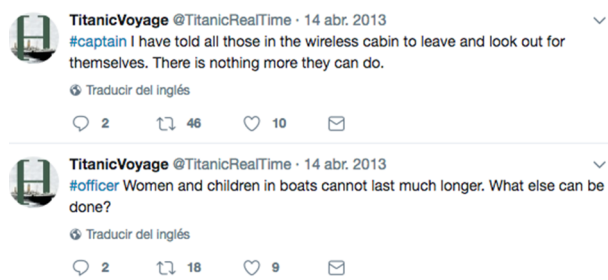 TitanicVoyage @TitanicRealTime · 14 abr. 2013
#captain I have told all those in the wireless cabin to leave and look out for
themselves. There is nothing more they can do.
Traducir del inglés
2 46 10
TitanicVoyage @TitanicRealTime · 14 abr. 2013
#officer Women and children in boats cannot last much longer. What else can be
done?
Traducir del inglés
2 18 9